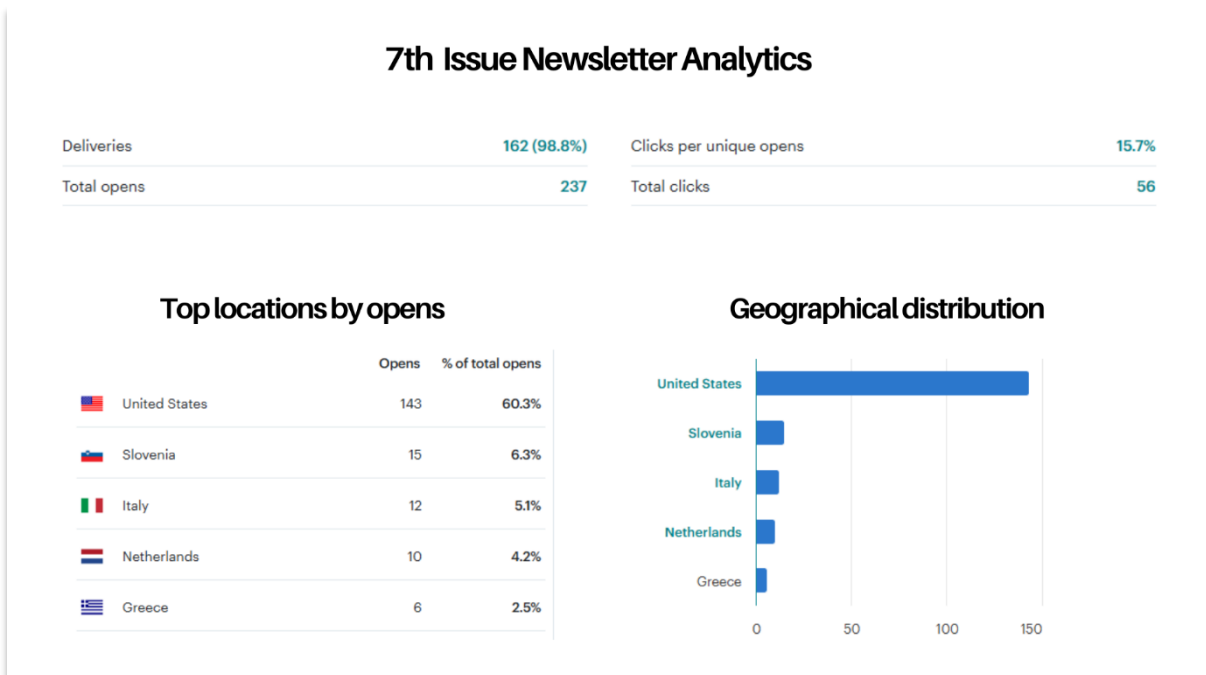 7th Issue Newsletter Analytics
Deliveries 162 (98.8%) Clicks per unique opens 15.7%
Total opens 237 Total clicks 56
Top locations by opens
Opens % of total opens
United States 143 60.3%
Slovenia 15 6.3%
Italy 12 5.1%
Netherlands 10 4.2%
Greece 6 2.5%
Geographical distribution
United States
Slovenia
Italy
Netherlands
Greece
0 50 100 150